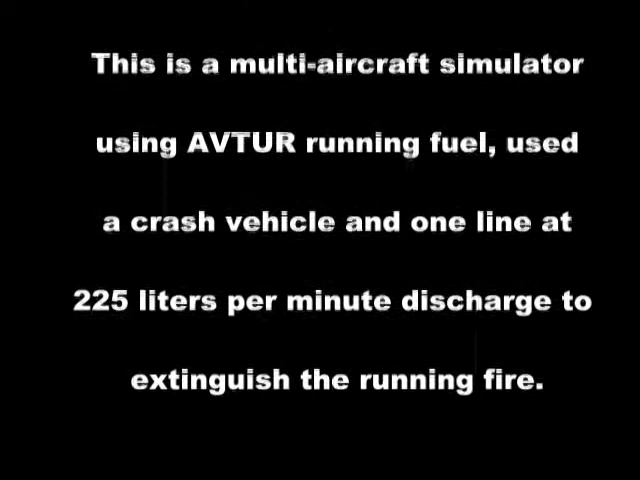 This is a multi-aircraft simulator
using AVTUR running fuel, used
a crash vehicle and one line at
225 liters per minute discharge to
extinguish the running fire.